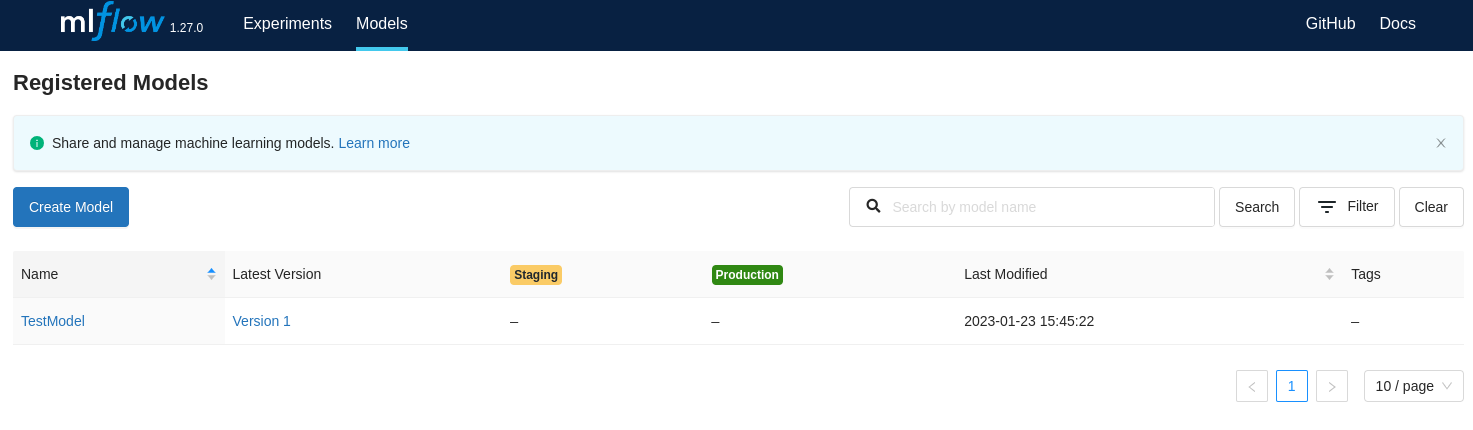 mlflow 1.27.0 Experiments Models GitHub Docs
Registered Models
Share and manage machine learning models. Learn more
Create Model Search by model name Search Filter Clear
Name Latest Version Staging Production Last Modified Tags
TestModel Version 1 – – 2023-01-23 15:45:22 –
1 10 / page